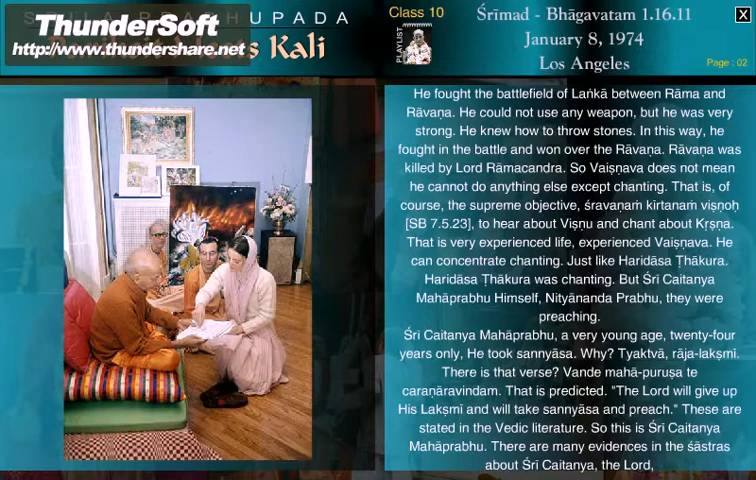 ThunderSoft
http://www.thundershare.net
HUPADA
s Kali
Class 10
PLAYLIST
Śrīmad - Bhāgavatam 1.16.11
January 8, 1974
Los Angeles
X
Page : 02
He fought the battlefield of Laṅkā between Rāma and
Rāvaṇa. He could not use any weapon, but he was very
strong. He knew how to throw stones. In this way, he
fought in the battle and won over the Rāvaṇa. Rāvaṇa was
killed by Lord Rāmacandra. So Vaiṣṇava does not mean
he cannot do anything else except chanting. That is, of
course, the supreme objective, śravaṇaṁ kīrtanaṁ viṣṇoḥ
[SB 7.5.23], to hear about Viṣṇu and chant about Kṛṣṇa.
That is very experienced life, experienced Vaiṣṇava. He
can concentrate chanting. Just like Haridāsa Ṭhākura.
Haridāsa Ṭhākura was chanting. But Śrī Caitanya
Mahāprabhu Himself, Nityānanda Prabhu, they were
preaching.
Śrī Caitanya Mahāprabhu, a very young age, twenty-four
years only, He took sannyāsa. Why? Tyaktvā, rāja-lakṣmī.
There is that verse? Vande mahā-puruṣa te
caraṇāravindam. That is predicted. "The Lord will give up
His Lakṣmī and will take sannyāsa and preach." These are
stated in the Vedic literature. So this is Śrī Caitanya
Mahāprabhu. There are many evidences in the śāstras
about Śrī Caitanya, the Lord,